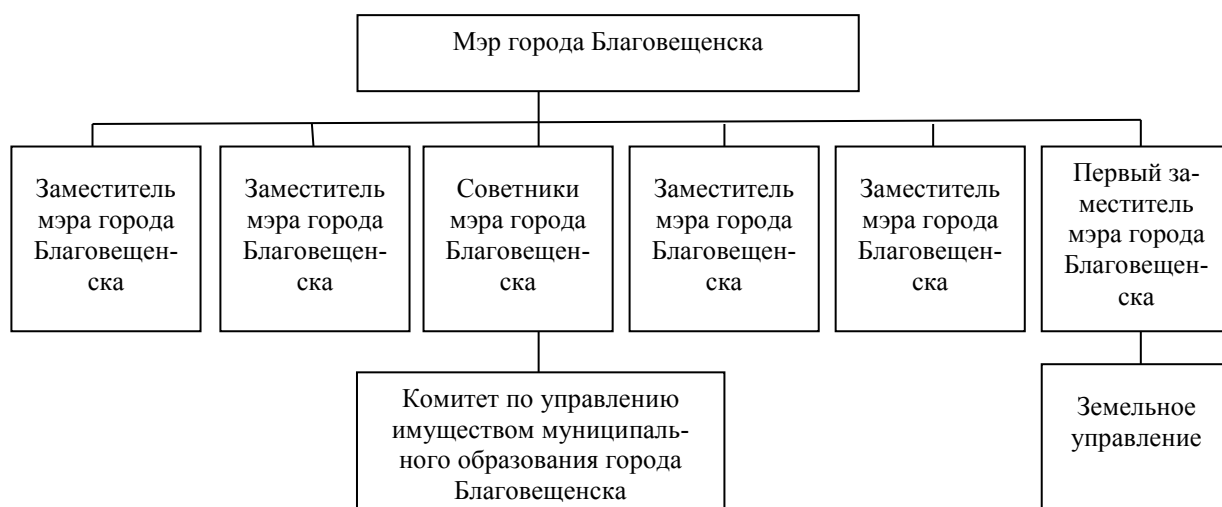 Мэр города Благовещенска
Заместитель
мэра города
Благовещен-
ска
Заместитель
мэра города
Благовещен-
ска
Советники
мэра города
Благовещен-
ска
Заместитель
мэра города
Благовещен-
ска
Заместитель
мэра города
Благовещен-
ска
Первый за-
меститель
мэра города
Благовещен-
ска
Комитет по управлению
имуществом муниципаль-
ного образования города
Благовещенска
Земельное
управление